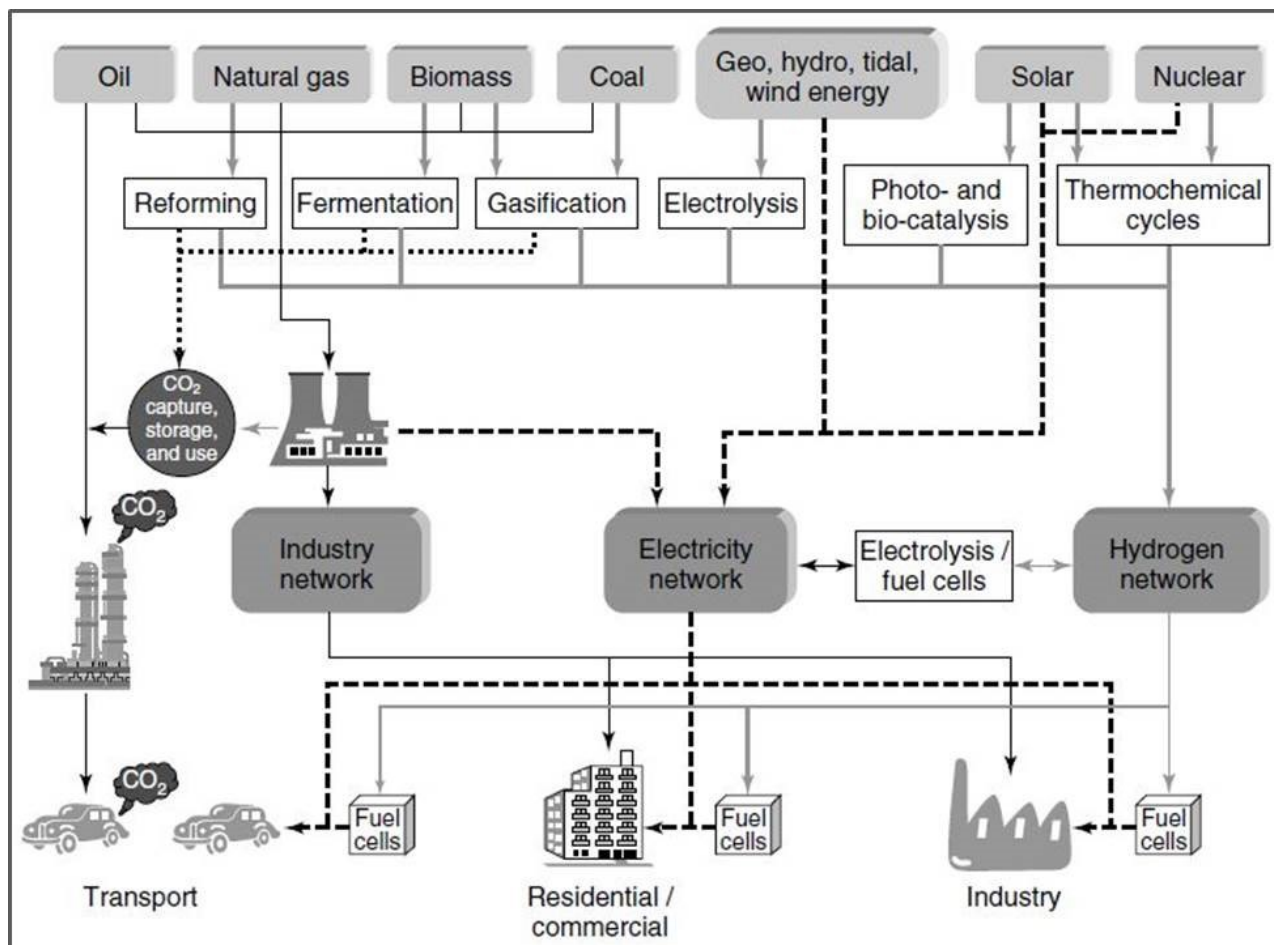 Oil
Natural gas
Biomass
Coal
Geo, hydro, tidal,
wind energy
Solar
Nuclear
Reforming
Fermentation
Gasification
Electrolysis
Photo- and
bio-catalysis
Thermochemical
cycles
CO₂
capture,
storage,
and use
CO₂
Industry
network
Electricity
network
Electrolysis /
fuel cells
Hydrogen
network
CO₂
Fuel
cells
Fuel
cells
Fuel
cells
Transport
Residential /
commercial
Industry